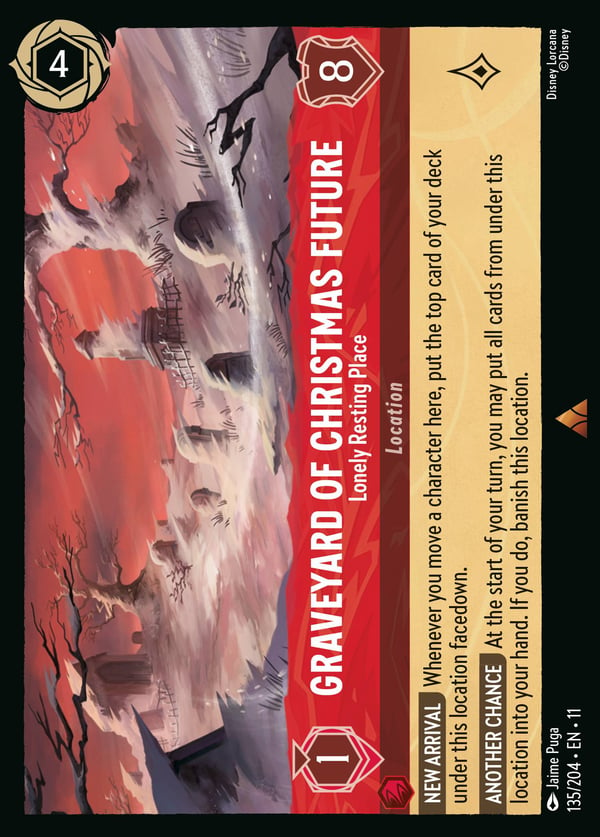 4
GRAVEYARD OF CHRISTMAS FUTURE
8
Lonely Resting Place
1
Location
NEW ARRIVAL Whenever you move a character here, put the top card of your deck
under this location facedown.
ANOTHER CHANCE At the start of your turn, you may put all cards from under this
location into your hand. If you do, banish this location.
Jaime Puga
135/204 • EN • 11
Disney Lorcana
©Disney